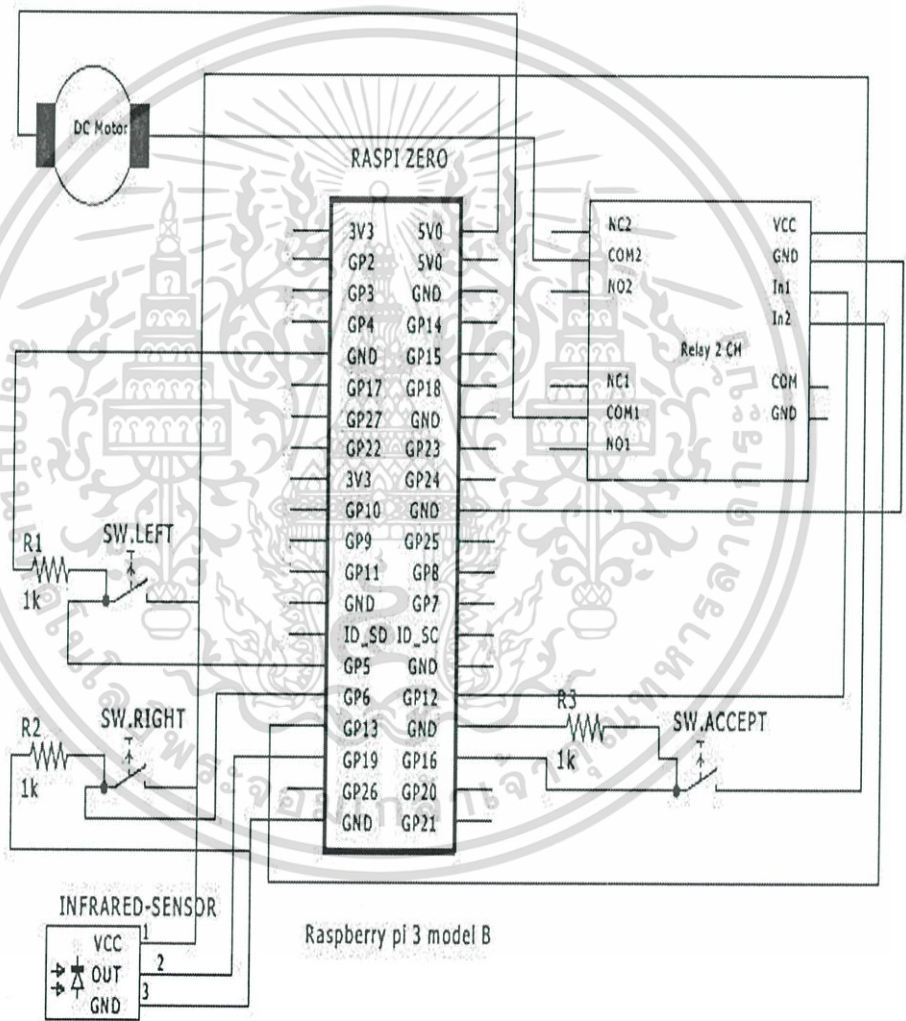 DC Motor
RASPI ZERO
3V3 5V0
GP2 5V0
GP3 GND
GP4 GP14
GND GP15
GP17 GP18
GP27 GND
GP22 GP23
3V3 GP24
GP10 GND
GP9 GP25
GP11 GP8
GND GP7
ID_SD ID_SC
GP5 GND
GP6 GP12
GP13 GND
GP19 GP16
GP26 GP20
GND GP21
Raspberry pi 3 model B
NC2 VCC
COM2 GND
NO2 In1
In2
Relay 2 CH
NC1 COM
COM1 GND
NO1
R1
1k
SW.LEFT
R2
1k
SW.RIGHT
R3
1k
SW.ACCEPT
INFRARED-SENSOR
VCC 1
OUT 2
GND 3